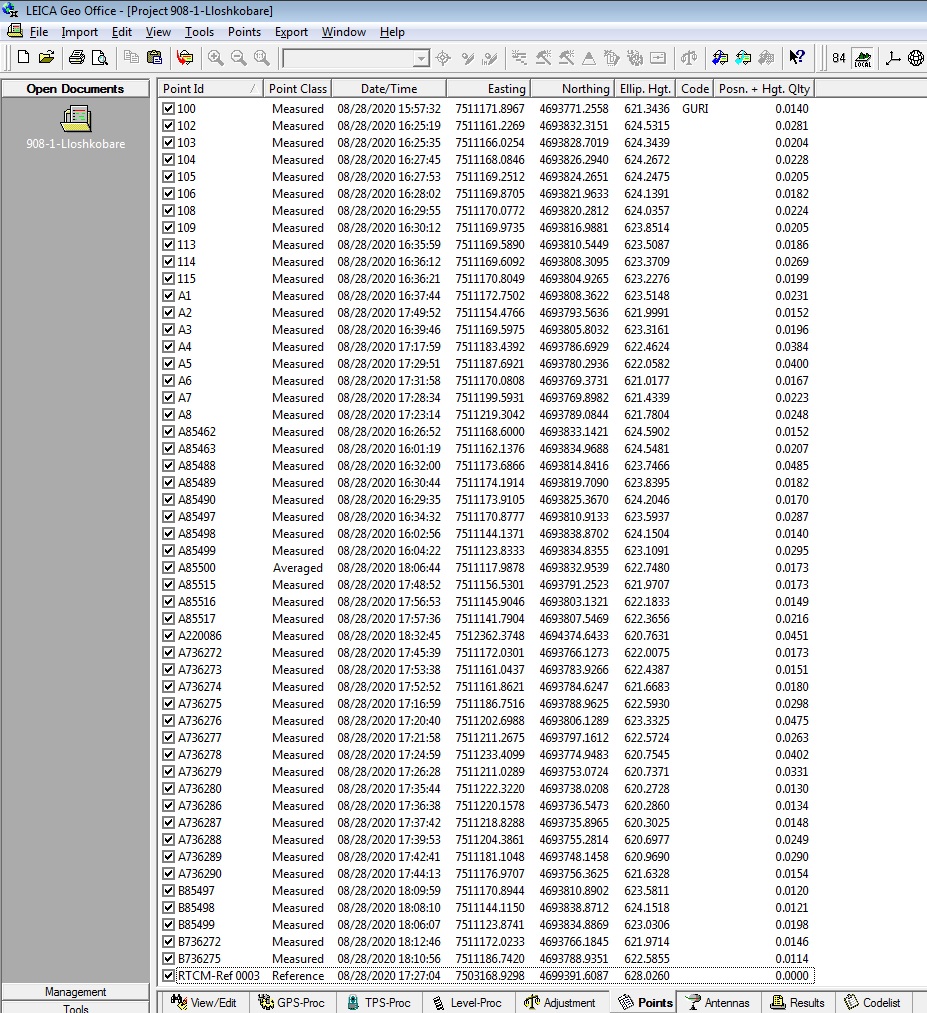 LEICA Geo Office - [Project 908-1-Lloshkobare]
File Import Edit View Tools Points Export Window Help
84 LOCAL
Open Documents
908-1-Lloshkobare
Management
Tools
Point Id / Point Class Date/Time Easting Northing Ellip. Hgt. Code Posn. + Hgt. Qlty
100 Measured 08/28/2020 15:57:32 7511171.8967 4693771.2558 621.3436 GURI 0.0140
102 Measured 08/28/2020 16:25:19 7511161.2269 4693832.3151 624.5315 0.0281
103 Measured 08/28/2020 16:25:35 7511166.0254 4693828.7019 624.3439 0.0204
104 Measured 08/28/2020 16:27:45 7511168.0846 4693826.2940 624.2672 0.0228
105 Measured 08/28/2020 16:27:53 7511169.2512 4693824.2651 624.2475 0.0205
106 Measured 08/28/2020 16:28:02 7511169.8705 4693821.9633 624.1391 0.0182
108 Measured 08/28/2020 16:29:55 7511170.0772 4693820.2812 624.0357 0.0224
109 Measured 08/28/2020 16:30:12 7511169.9735 4693816.9881 623.8514 0.0205
113 Measured 08/28/2020 16:35:59 7511169.5890 4693810.5449 623.5087 0.0186
114 Measured 08/28/2020 16:36:12 7511169.6092 4693808.3095 623.3709 0.0269
115 Measured 08/28/2020 16:36:21 7511170.8049 4693804.9265 623.2276 0.0199
A1 Measured 08/28/2020 16:37:44 7511172.7502 4693808.3622 623.5148 0.0231
A2 Measured 08/28/2020 17:49:52 7511154.4766 4693793.5636 621.9991 0.0152
A3 Measured 08/28/2020 16:39:46 7511169.5975 4693805.8032 623.3161 0.0196
A4 Measured 08/28/2020 17:17:59 7511183.4392 4693786.6929 622.4624 0.0384
A5 Measured 08/28/2020 17:29:51 7511187.6921 4693780.2936 622.0582 0.0400
A6 Measured 08/28/2020 17:31:58 7511170.0808 4693769.3731 621.0177 0.0167
A7 Measured 08/28/2020 17:28:34 7511199.5931 4693769.8982 621.4339 0.0223
A8 Measured 08/28/2020 17:23:14 7511219.3042 4693789.0844 621.7804 0.0248
A85462 Measured 08/28/2020 16:26:52 7511168.6000 4693833.1421 624.5902 0.0152
A85463 Measured 08/28/2020 16:01:19 7511162.1376 4693834.9688 624.5481 0.0207
A85488 Measured 08/28/2020 16:32:00 7511173.6866 4693814.8416 623.7466 0.0485
A85489 Measured 08/28/2020 16:30:44 7511174.1914 4693819.7090 623.8395 0.0182
A85490 Measured 08/28/2020 16:29:35 7511173.9105 4693825.3670 624.2046 0.0170
A85497 Measured 08/28/2020 16:34:32 7511170.8777 4693810.9133 623.5937 0.0287
A85498 Measured 08/28/2020 16:02:56 7511144.1371 4693838.8702 624.1504 0.0140
A85499 Measured 08/28/2020 16:04:22 7511123.8333 4693834.8355 623.1091 0.0295
A85500 Averaged 08/28/2020 18:06:44 7511117.9878 4693832.9539 622.7480 0.0173
A85515 Measured 08/28/2020 17:48:52 7511156.5301 4693791.2523 621.9707 0.0173
A85516 Measured 08/28/2020 17:56:53 7511145.9046 4693803.1321 622.1833 0.0149
A85517 Measured 08/28/2020 17:57:36 7511141.7904 4693807.5469 622.3656 0.0216
A220086 Measured 08/28/2020 18:32:45 7512362.3748 4694374.6433 620.7631 0.0451
A736272 Measured 08/28/2020 17:45:39 7511172.0301 4693766.1273 622.0075 0.0173
A736273 Measured 08/28/2020 17:53:38 7511161.0437 4693783.9266 622.4387 0.0151
A736274 Measured 08/28/2020 17:52:52 7511161.8621 4693784.6247 621.6683 0.0180
A736275 Measured 08/28/2020 17:16:59 7511186.7516 4693788.9625 622.5930 0.0298
A736276 Measured 08/28/2020 17:20:40 7511202.6988 4693806.1289 623.3325 0.0475
A736277 Measured 08/28/2020 17:21:58 7511211.2675 4693797.1612 622.5724 0.0263
A736278 Measured 08/28/2020 17:24:59 7511233.4099 4693774.9483 620.7545 0.0402
A736279 Measured 08/28/2020 17:26:28 7511211.0289 4693753.0724 620.7371 0.0331
A736280 Measured 08/28/2020 17:35:44 7511222.3220 4693738.0208 620.2728 0.0130
A736286 Measured 08/28/2020 17:36:38 7511220.1578 4693736.5473 620.2860 0.0134
A736287 Measured 08/28/2020 17:37:42 7511218.8288 4693735.8965 620.3025 0.0148
A736288 Measured 08/28/2020 17:39:53 7511204.3861 4693755.2814 620.6977 0.0249
A736289 Measured 08/28/2020 17:42:41 7511181.1048 4693748.1458 620.9690 0.0290
A736290 Measured 08/28/2020 17:44:13 7511176.9707 4693756.3625 621.6328 0.0154
B85497 Measured 08/28/2020 18:09:59 7511170.8944 4693810.8902 623.5811 0.0120
B85498 Measured 08/28/2020 18:08:10 7511144.1150 4693838.8712 624.1518 0.0121
B85499 Measured 08/28/2020 18:06:07 7511123.8741 4693834.8869 623.0306 0.0198
B736272 Measured 08/28/2020 18:12:46 7511172.0233 4693766.1845 621.9714 0.0146
B736275 Measured 08/28/2020 18:10:56 7511186.7420 4693788.9371 622.5855 0.0114
RTCM-Ref 0003 Reference 08/28/2020 17:27:04 7503168.9298 4699391.6087 628.0260 0.0000
View/Edit GPS-Proc TPS-Proc Level-Proc Adjustment Points Antennas Results Codelist